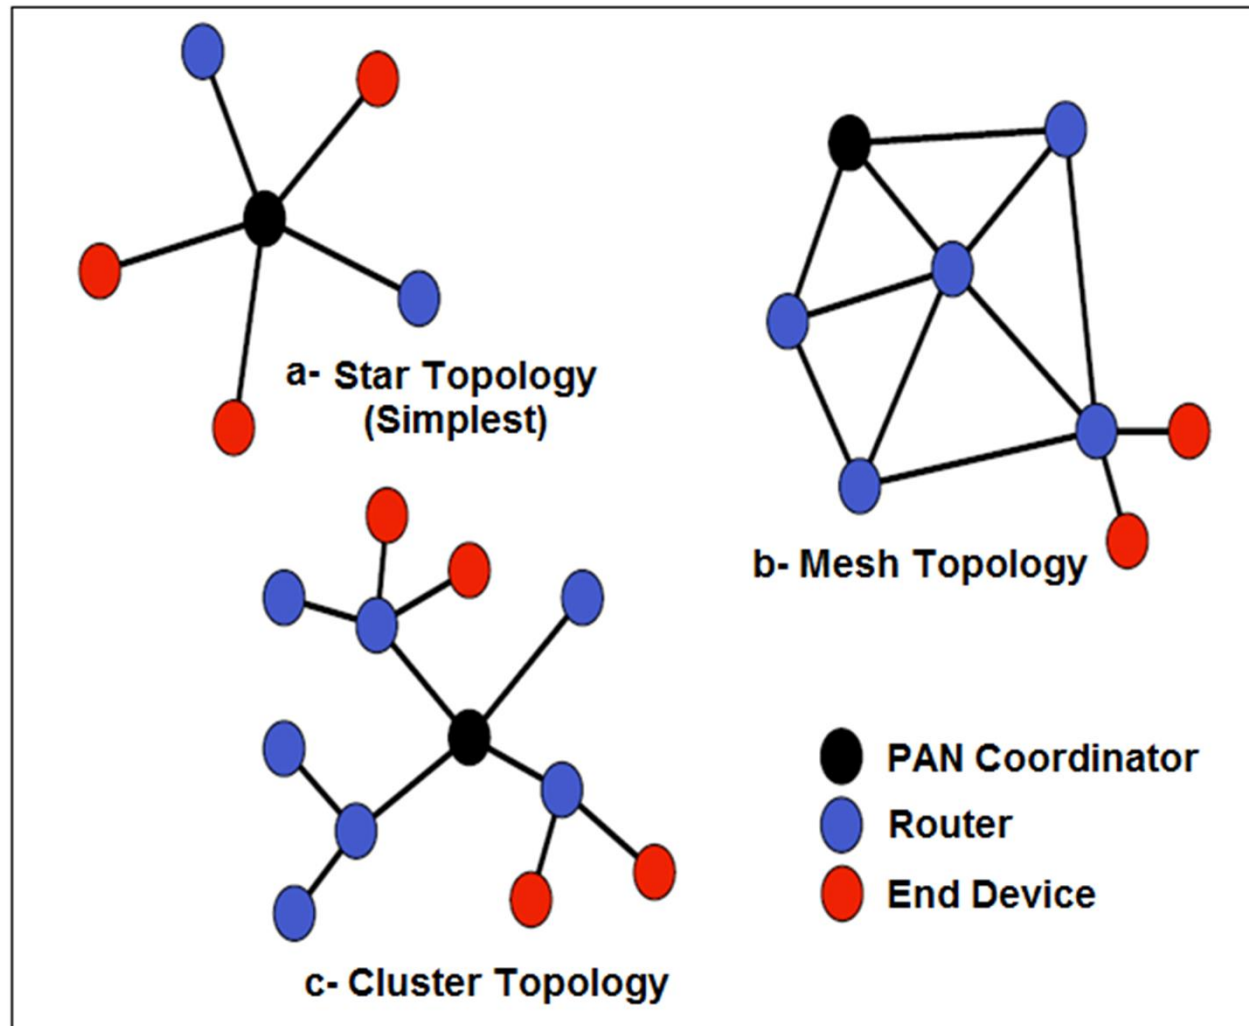 a- Star Topology
(Simplest)
b- Mesh Topology
c- Cluster Topology
PAN Coordinator
Router
End Device